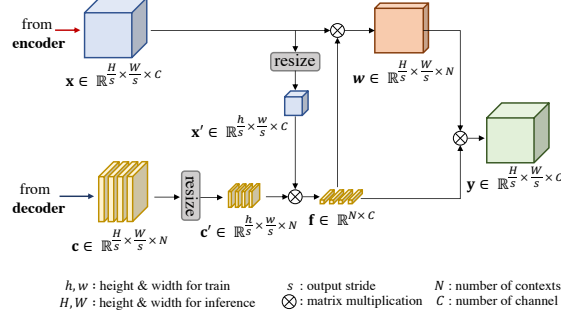 from
encoder
resize
x ∈ ℝ^{H/s × W/s × C}
w ∈ ℝ^{H/s × W/s × N}
x′ ∈ ℝ^{h/s × w/s × C}
y ∈ ℝ^{H/s × W/s × C}
from
decoder
resize
c ∈ ℝ^{H/s × W/s × N}
c′ ∈ ℝ^{h/s × w/s × N}
f ∈ ℝ^{N × C}
h, w : height & width for train
s : output stride
N : number of contexts
H, W : height & width for inference
⊗ : matrix multiplication
C : number of channel